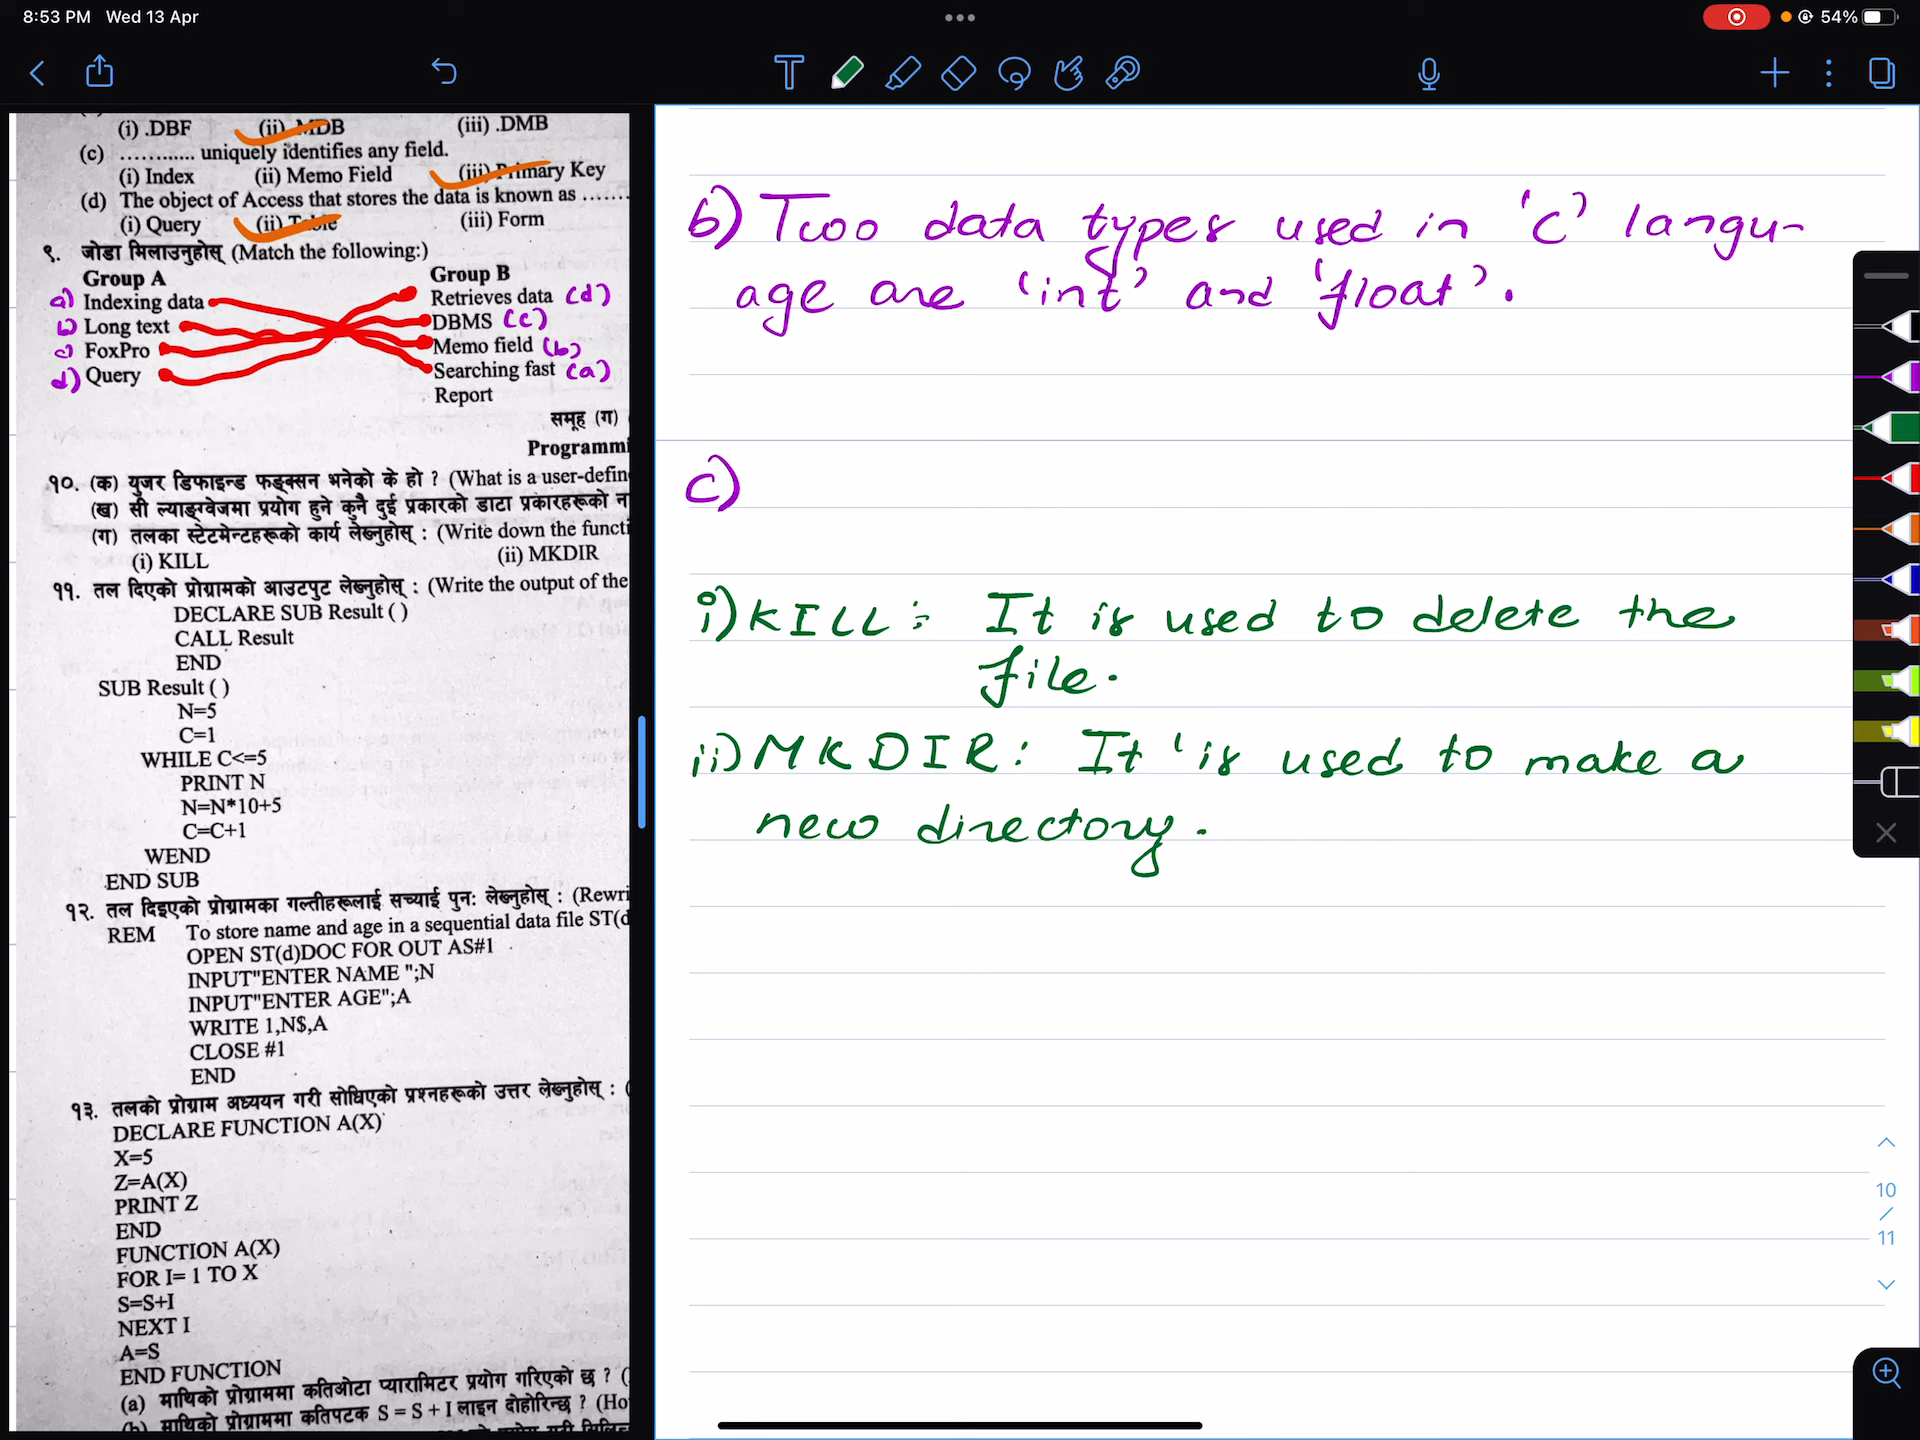 8:53 PM Wed 13 Apr
54%
(i) .DBF (ii) .MDB (iii) .DMB
(c) ............ uniquely identifies any field.
(i) Index (ii) Memo Field (iii) Primary Key
(d) The object of Access that stores the data is known as .......
(i) Query (ii) Table (iii) Form
९. जोडा मिलाउनुहोस् (Match the following:)
Group A Group B
a) Indexing data Retrieves data (d)
b) Long text DBMS (c)
c) FoxPro Memo field (b)
d) Query Searching fast (a)
Report
समूह (ग)
Programmi
१०. (क) युजर डिफाइन्ड फङ्क्सन भनेको के हो ? (What is a user-defin
(ख) सी ल्याङ्ग्वेजमा प्रयोग हुने कुनै दुई प्रकारको डाटा प्रकारहरूको न
(ग) तलका स्टेटमेन्टहरूको कार्य लेख्नुहोस् : (Write down the functi
(i) KILL (ii) MKDIR
११. तल दिएको प्रोग्रामको आउटपुट लेख्नुहोस् : (Write the output of the
DECLARE SUB Result ( )
CALL Result
END
SUB Result ( )
N=5
C=1
WHILE C<=5
PRINT N
N=N*10+5
C=C+1
WEND
END SUB
१२. तल दिइएको प्रोग्रामका गल्तीहरूलाई सच्याई पुनः लेख्नुहोस् : (Rewri
REM To store name and age in a sequential data file ST(d
OPEN ST(d)DOC FOR OUT AS#1
INPUT"ENTER NAME ";N
INPUT"ENTER AGE";A
WRITE 1,N$,A
CLOSE #1
END
१३. तलको प्रोग्राम अध्ययन गरी सोधिएको प्रश्नहरूको उत्तर लेख्नुहोस् : (
DECLARE FUNCTION A(X)
X=5
Z=A(X)
PRINT Z
END
FUNCTION A(X)
FOR I= 1 TO X
S=S+I
NEXT I
A=S
END FUNCTION
(a) माथिको प्रोग्राममा कतिओटा प्यारामिटर प्रयोग गरिएको छ ? (
(b) माथिको प्रोग्राममा कतिपटक S = S + I लाइन दोहोरिन्छ ? (Ho
b) Two data types used in 'C' langu-
age are 'int' and 'float'.
c)
i) KILL: It is used to delete the
file.
ii) MKDIR: It is used to make a
new directory.
10
/
11